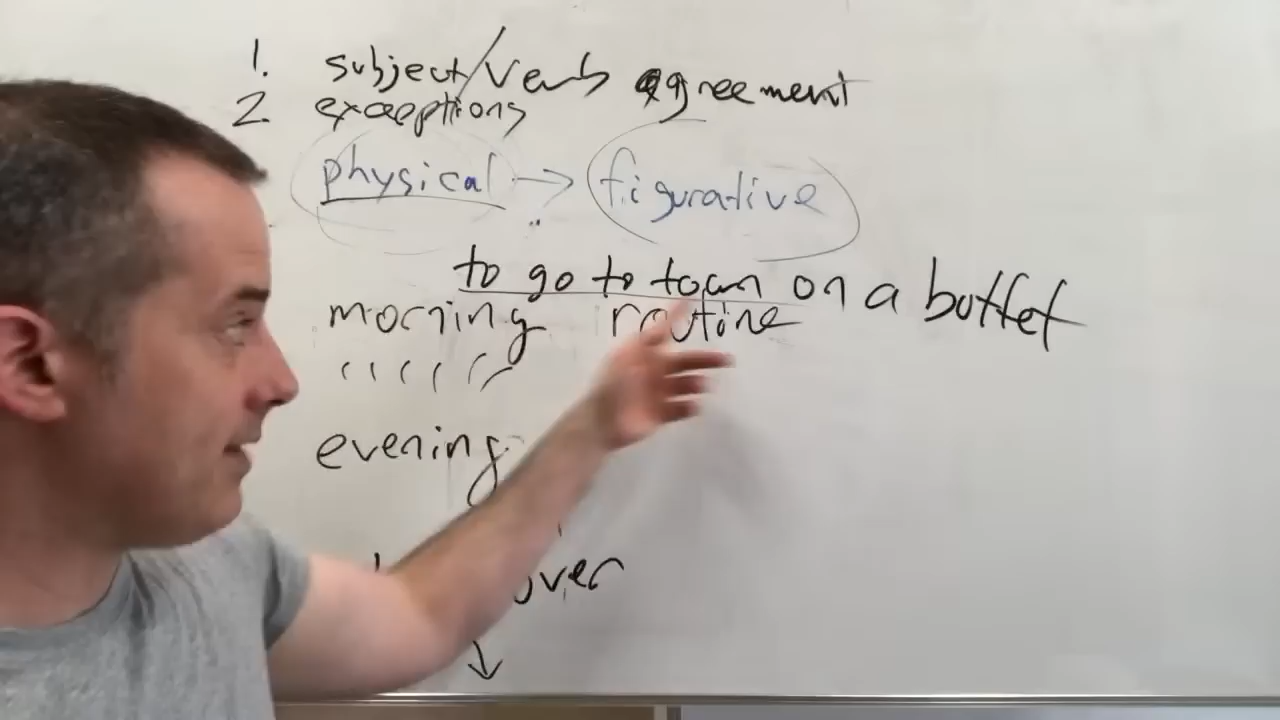 1. subject/verb agreement
2. exceptions
physical → figurative
to go to town on a buffet
morning routine
evening
over
↓